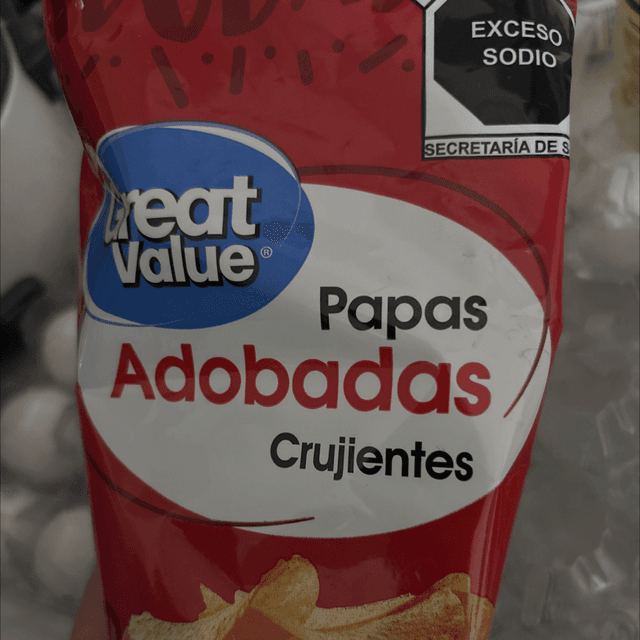 EXCESO
SODIO
SECRETARÍA DE S
Great
Value®
Papas
Adobadas
Crujientes